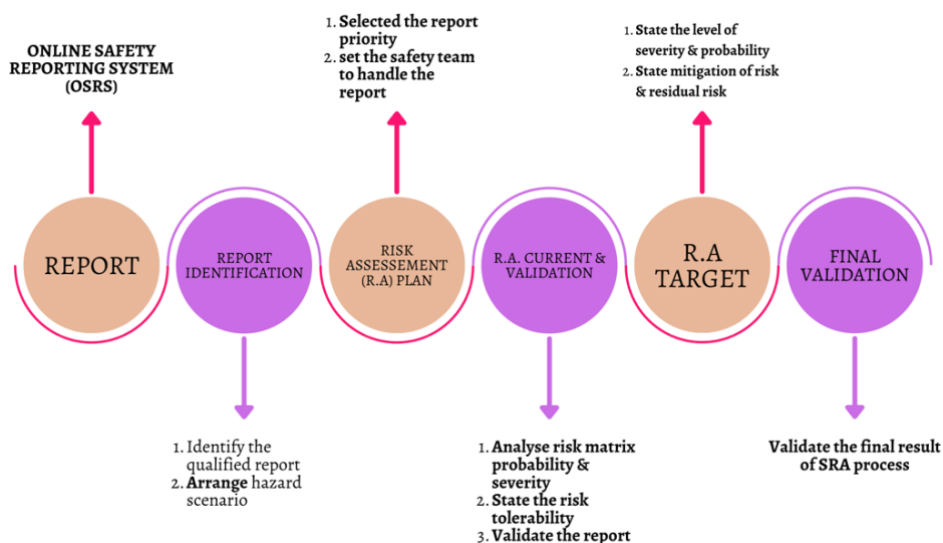 ONLINE SAFETY
REPORTING SYSTEM
(OSRS)
1. Selected the report
priority
2. set the safety team
to handle the
report
1. State the level of
severity & probability
2. State mitigation of risk
& residual risk
REPORT
REPORT
IDENTIFICATION
RISK
ASSESSEMENT
(R.A) PLAN
R.A. CURRENT &
VALIDATION
R.A
TARGET
FINAL
VALIDATION
1. Identify the
qualified report
2. Arrange hazard
scenario
1. Analyse risk matrix
probability &
severity
2. State the risk
tolerability
3. Validate the report
Validate the final result
of SRA process